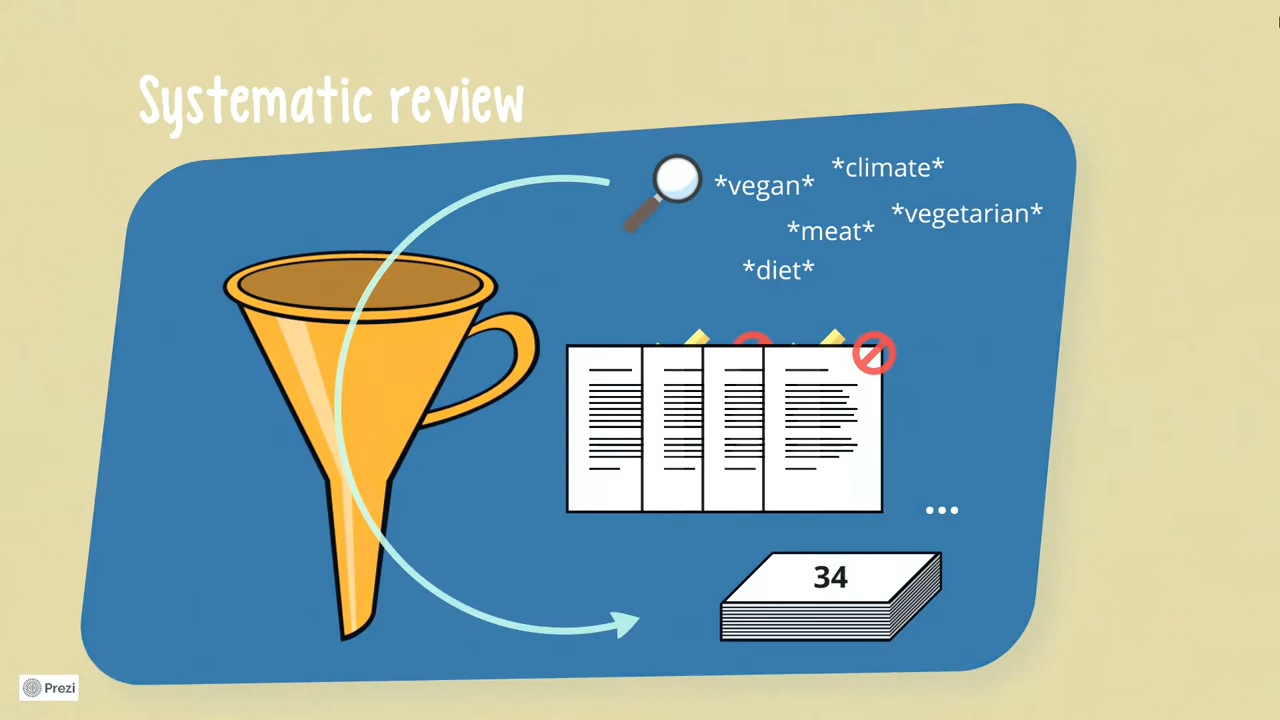 Systematic review
*climate*
*vegan*
*vegetarian*
*meat*
*diet*
...
34
Prezi